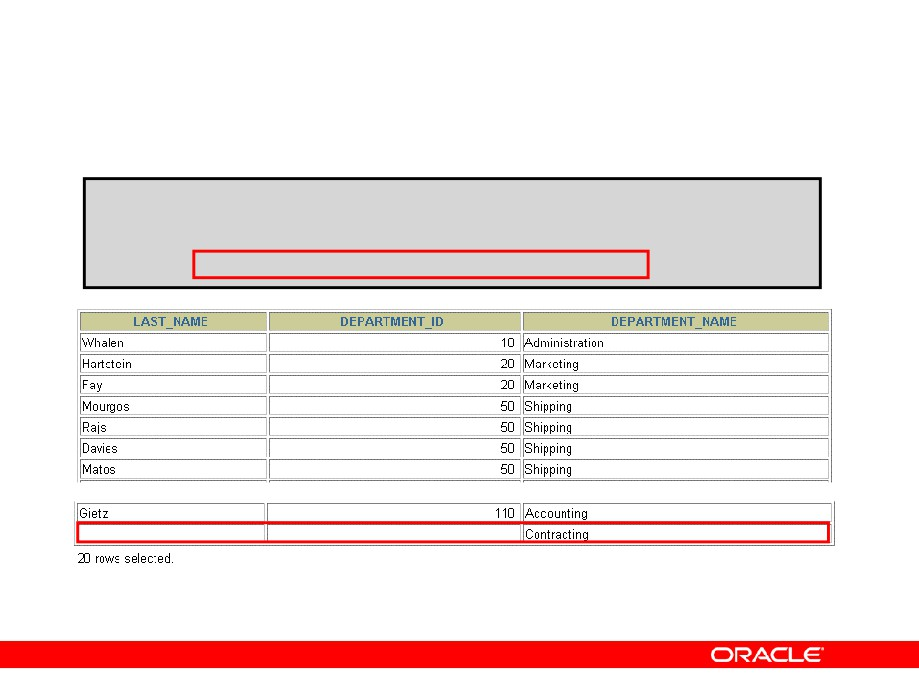 LAST_NAME DEPARTMENT_ID DEPARTMENT_NAME
Whalen 10 Administration
Hartstein 20 Marketing
Fay 20 Marketing
Mourgos 50 Shipping
Rajs 50 Shipping
Davies 50 Shipping
Matos 50 Shipping
Gietz 110 Accounting
Contracting
20 rows selected.
ORACLE